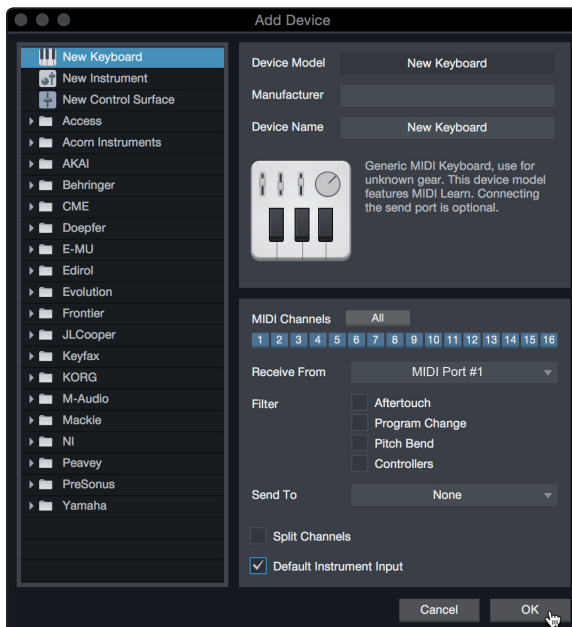 Add Device
New Keyboard
New Instrument
New Control Surface
Access
Acorn Instruments
AKAI
Behringer
CME
Doepfer
E-MU
Edirol
Evolution
Frontier
JLCooper
Keyfax
KORG
M-Audio
Mackie
NI
Peavey
PreSonus
Yamaha
Device Model New Keyboard
Manufacturer
Device Name New Keyboard
Generic MIDI Keyboard, use for
unknown gear. This device model
features MIDI Learn. Connecting
the send port is optional.
MIDI Channels All
1 2 3 4 5 6 7 8 9 10 11 12 13 14 15 16
Receive From MIDI Port #1
Filter Aftertouch
Program Change
Pitch Bend
Controllers
Send To None
Split Channels
Default Instrument Input
Cancel OK